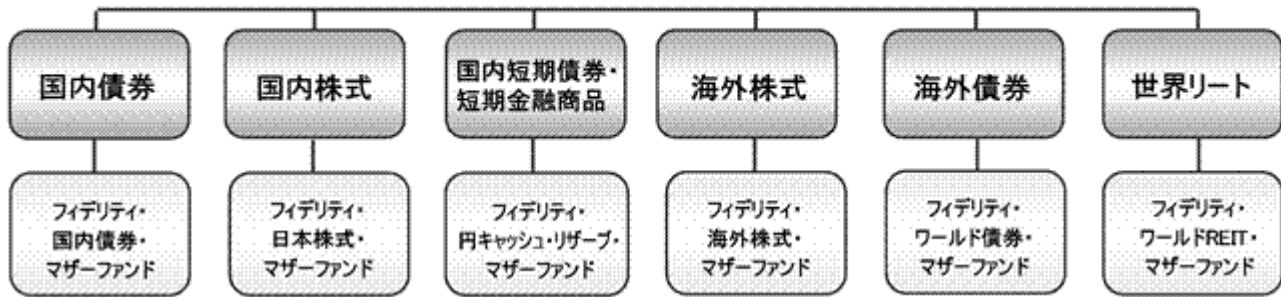 国内債券
国内株式
国内短期債券・
短期金融商品
海外株式
海外債券
世界リート
フィデリティ・
国内債券・
マザーファンド
フィデリティ・
日本株式・
マザーファンド
フィデリティ・
円キャッシュ・リザーブ・
マザーファンド
フィデリティ・
海外株式・
マザーファンド
フィデリティ・
ワールド債券・
マザーファンド
フィデリティ・
ワールドREIT・
マザーファンド